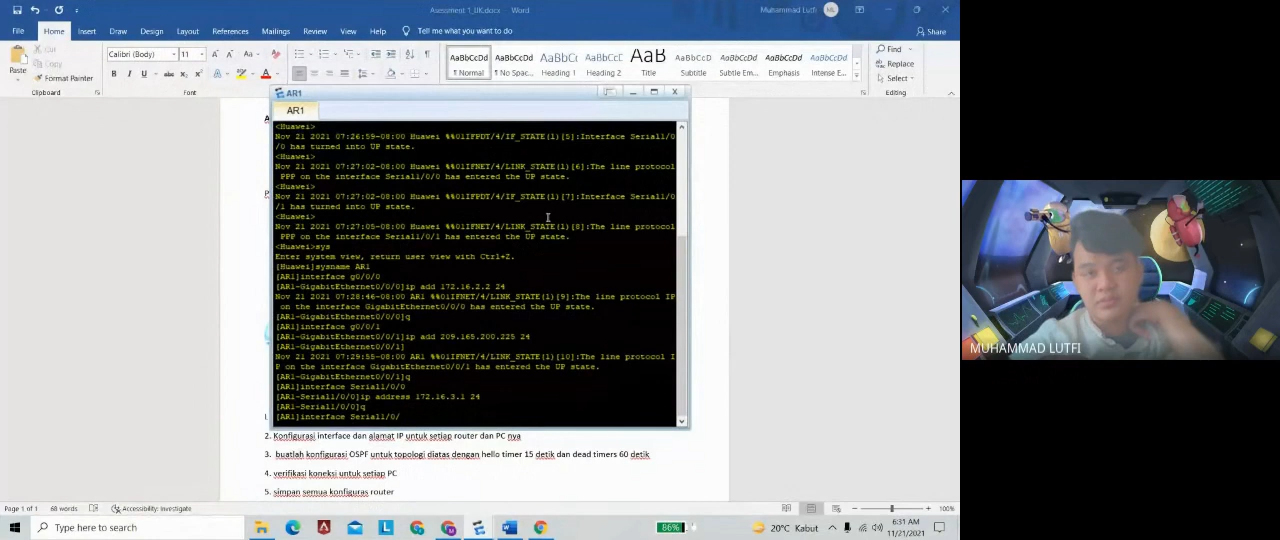 Asessment 1_IIK.docx - Word
Muhammad Lutfi
ML
File Home Insert Draw Design Layout References Mailings Review View Help Tell me what you want to do
Share
Paste
Cut
Copy
Format Painter
Clipboard
Calibri (Body) 11
Font
AaBbCcDd AaBbCcDd AaBbCc AaBbCcC AaB AaBbCcD AaBbCcDd AaBbCcDd AaBbCcDd
¶ Normal ¶ No Spac... Heading 1 Heading 2 Title Subtitle Subtle Em... Emphasis Intense E...
Find
Replace
Select
Editing
AR1
AR1
<Huawei>
Nov 21 2021 07:26:59-08:00 Huawei %%01IFPDT/4/IF_STATE(l)[5]:Interface Serial1/0
/0 has turned into UP state.
<Huawei>
Nov 21 2021 07:27:02-08:00 Huawei %%01IFNET/4/LINK_STATE(l)[6]:The line protocol
PPP on the interface Serial1/0/0 has entered the UP state.
<Huawei>
Nov 21 2021 07:27:02-08:00 Huawei %%01IFPDT/4/IF_STATE(l)[7]:Interface Serial1/0
/1 has turned into UP state.
<Huawei>
Nov 21 2021 07:27:05-08:00 Huawei %%01IFNET/4/LINK_STATE(l)[8]:The line protocol
PPP on the interface Serial1/0/1 has entered the UP state.
<Huawei>sys
Enter system view, return user view with Ctrl+Z.
[Huawei]sysname AR1
[AR1]interface g0/0/0
[AR1-GigabitEthernet0/0/0]ip add 172.16.2.2 24
Nov 21 2021 07:28:46-08:00 AR1 %%01IFNET/4/LINK_STATE(l)[9]:The line protocol IP
on the interface GigabitEthernet0/0/0 has entered the UP state.
[AR1-GigabitEthernet0/0/0]q
[AR1]interface g0/0/1
[AR1-GigabitEthernet0/0/1]ip add 209.165.200.225 24
[AR1-GigabitEthernet0/0/1]
Nov 21 2021 07:29:55-08:00 AR1 %%01IFNET/4/LINK_STATE(l)[10]:The line protocol I
P on the interface GigabitEthernet0/0/1 has entered the UP state.
[AR1-GigabitEthernet0/0/1]q
[AR1]interface Serial1/0/0
[AR1-Serial1/0/0]ip address 172.16.3.1 24
[AR1-Serial1/0/0]q
[AR1]interface Serial1/0/
2. Konfigurasi interface dan alamat IP untuk setiap router dan PC nya
3. buatlah konfigurasi OSPF untuk topologi diatas dengan hello timer 15 detik dan dead timers 60 detik
4. verifikasi koneksi untuk setiap PC
5. simpan semua konfiguras router
Page 1 of 1 68 words Accessibility: Investigate
100%
Type here to search
86%
20°C Kabut
6:31 AM
11/21/2021
MUHAMMAD LUTFI